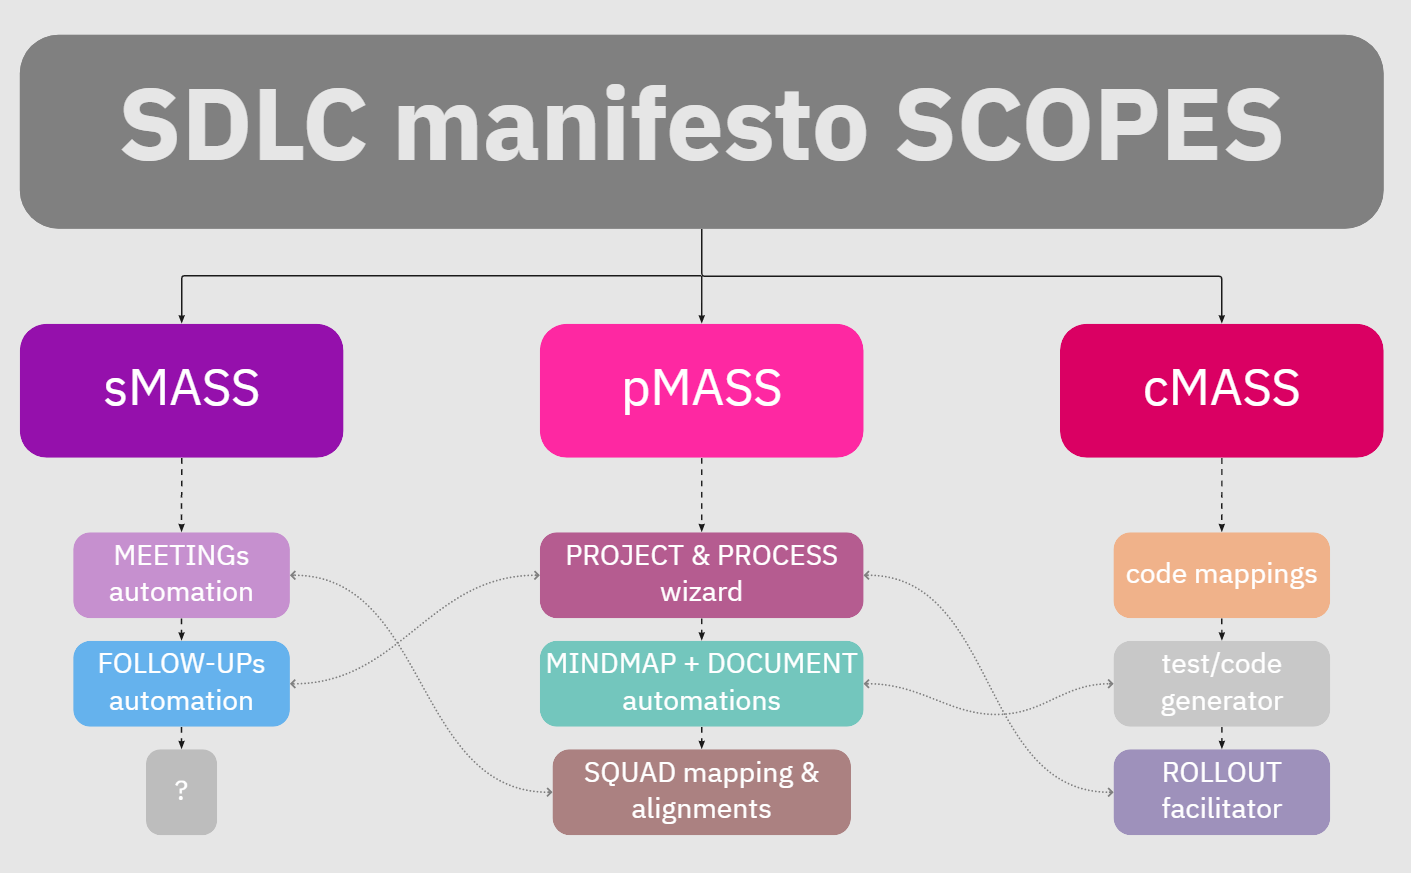 SDLC manifesto SCOPES
sMASS
pMASS
cMASS
MEETINGs
automation
PROJECT & PROCESS
wizard
code mappings
FOLLOW-UPs
automation
MINDMAP + DOCUMENT
automations
test/code
generator
?
SQUAD mapping &
alignments
ROLLOUT
facilitator